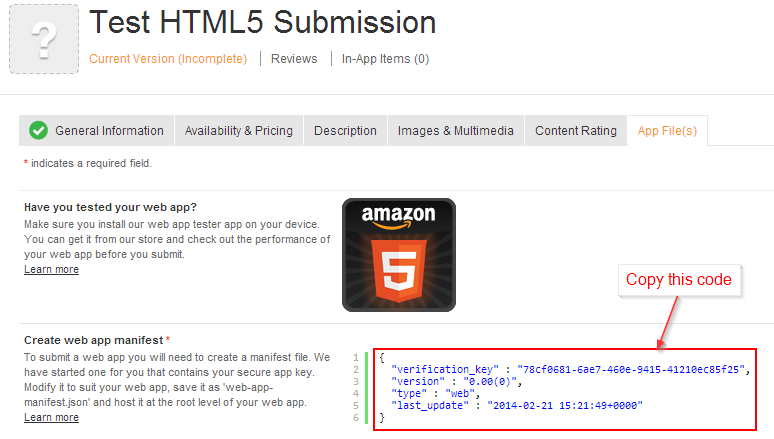 ?
Test HTML5 Submission
Current Version (Incomplete) | Reviews | In-App Items (0)
General Information
Availability & Pricing
Description
Images & Multimedia
Content Rating
App File(s)
* indicates a required field.
Have you tested your web app?
Make sure you install our web app tester app on your device.
You can get it from our store and check out the performance
of your web app before you submit.
Learn more
amazon
5
Copy this code
Create web app manifest *
To submit a web app you will need to create a manifest file. We
have started one for you that contains your secure app key.
Modify it to suit your web app, save it as 'web-app-
manifest.json' and host it at the root level of your web app.
Learn more
1 {
2 "verification_key" : "78cf0681-6ae7-460e-9415-41210ec85f25",
3 "version" : "0.00(0)",
4 "type" : "web",
5 "last_update" : "2014-02-21 15:21:49+0000"
6 }